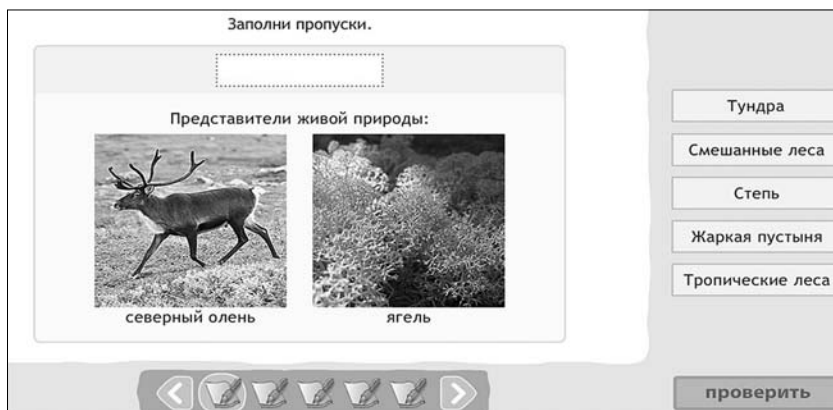 Заполни пропуски.
Представители живой природы:
северный олень
ягель
Тундра
Смешанные леса
Степь
Жаркая пустыня
Тропические леса
проверить